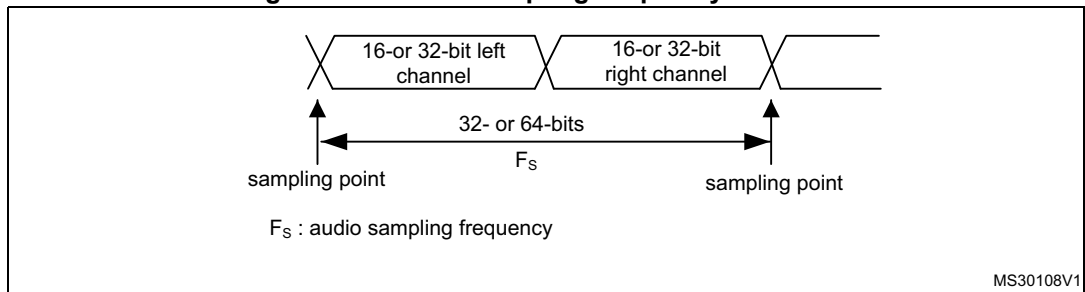 16-or 32-bit left
channel
16-or 32-bit
right channel
32- or 64-bits
FS
sampling point
sampling point
FS : audio sampling frequency
MS30108V1